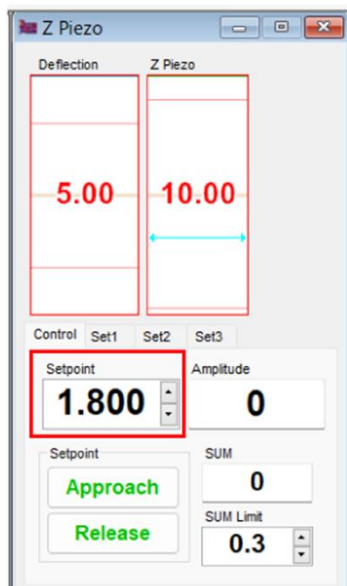 Z Piezo
Deflection Z Piezo
5.00 10.00
Control Set1 Set2 Set3
Setpoint Amplitude
1.800 0
Setpoint SUM
Approach 0
SUM Limit
Release 0.3